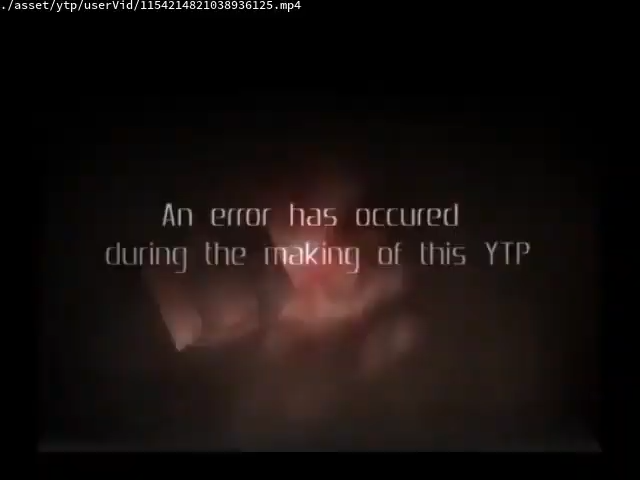 ./asset/ytp/userVid/1154214821038936125.mp4
An error has occured
during the making of this YTP